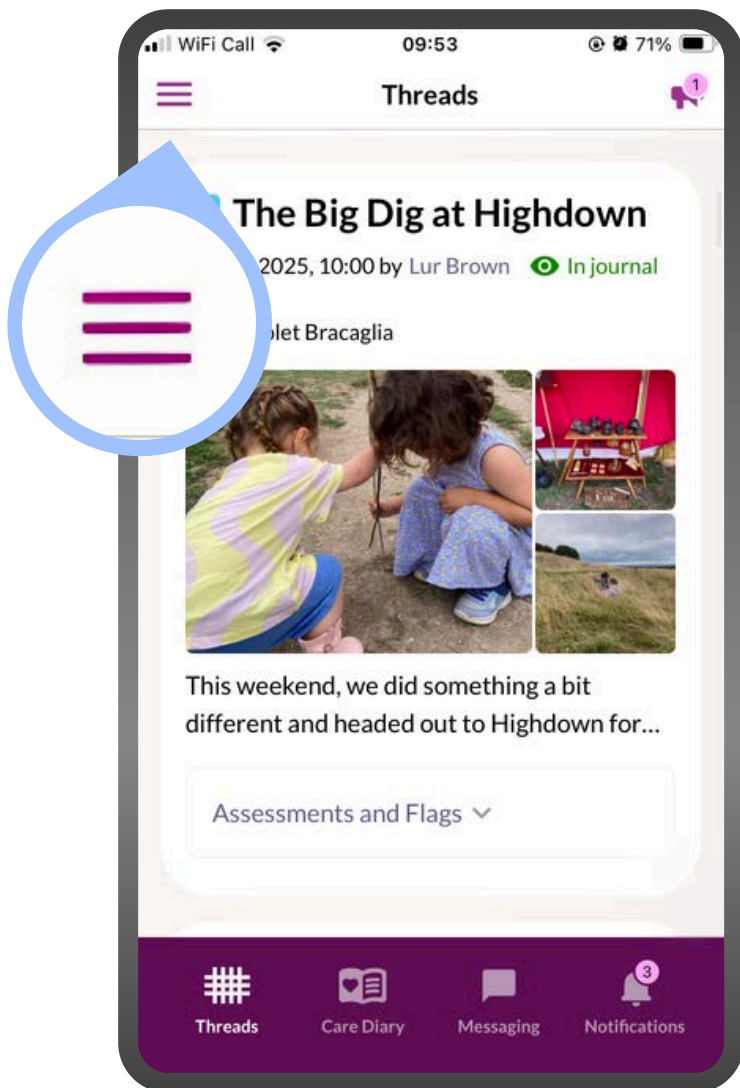 WiFi Call 09:53 71%
Threads 1
The Big Dig at Highdown
2025, 10:00 by Lur Brown In journal
Bracaglia
This weekend, we did something a bit
different and headed out to Highdown for...
Assessments and Flags
3
Threads Care Diary Messaging Notifications